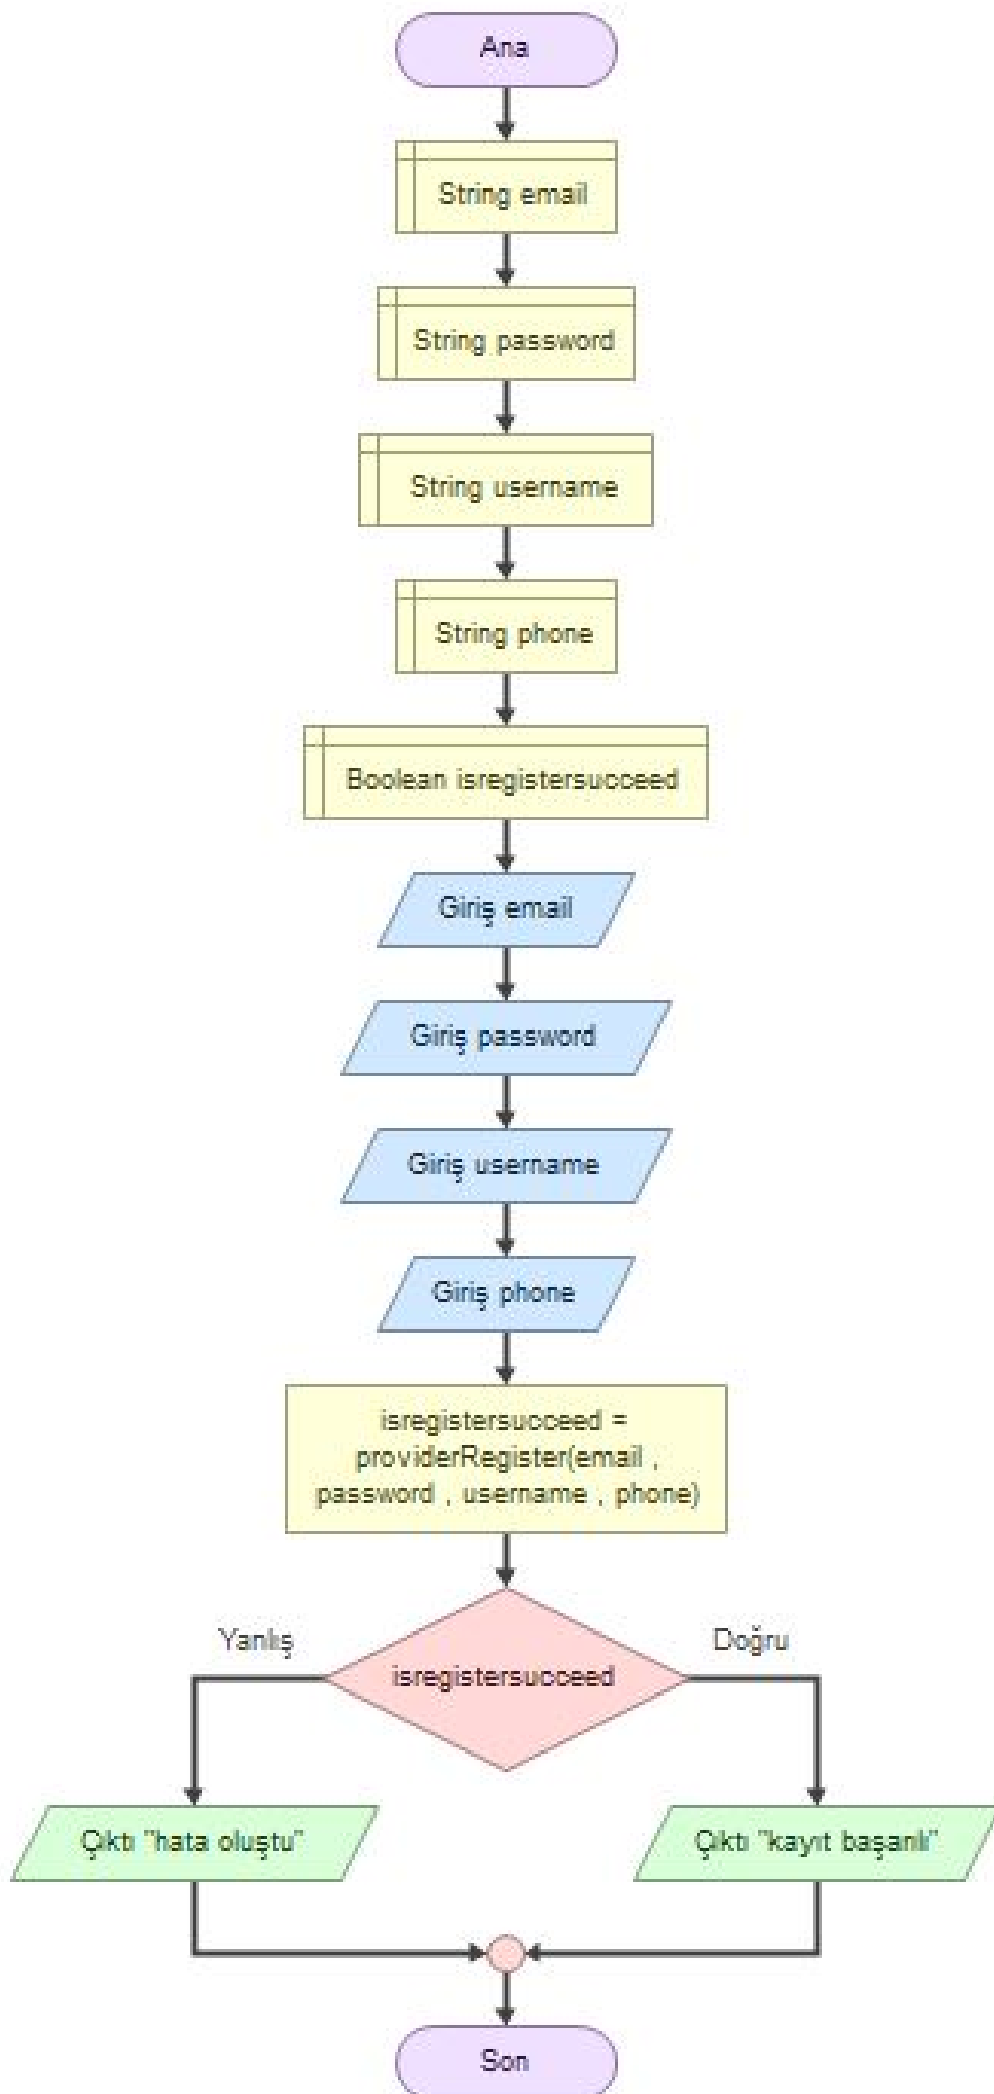 Ana
String email
String password
String username
String phone
Boolean isregistersucceed
Giriş email
Giriş password
Giriş username
Giriş phone
isregistersucceed =
providerRegister(email ,
password , username , phone)
Yanlış
Doğru
isregistersucceed
Çıktı "hata oluştu"
Çıktı "kayıt başarılı"
Son